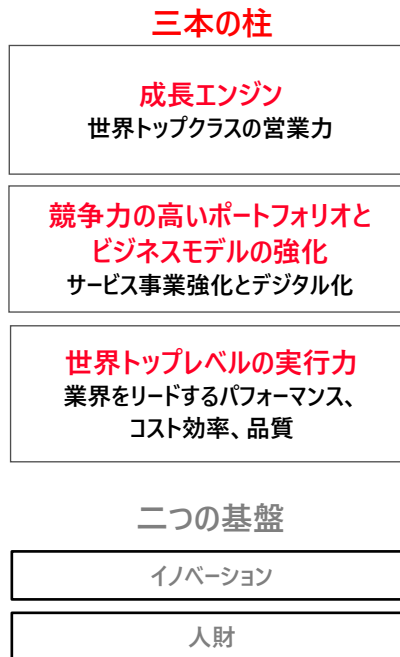 三本の柱
成長エンジン
世界トップクラスの営業力
競争力の高いポートフォリオと
ビジネスモデルの強化
サービス事業強化とデジタル化
世界トップレベルの実行力
業界をリードするパフォーマンス、
コスト効率、品質
二つの基盤
イノベーション
人財